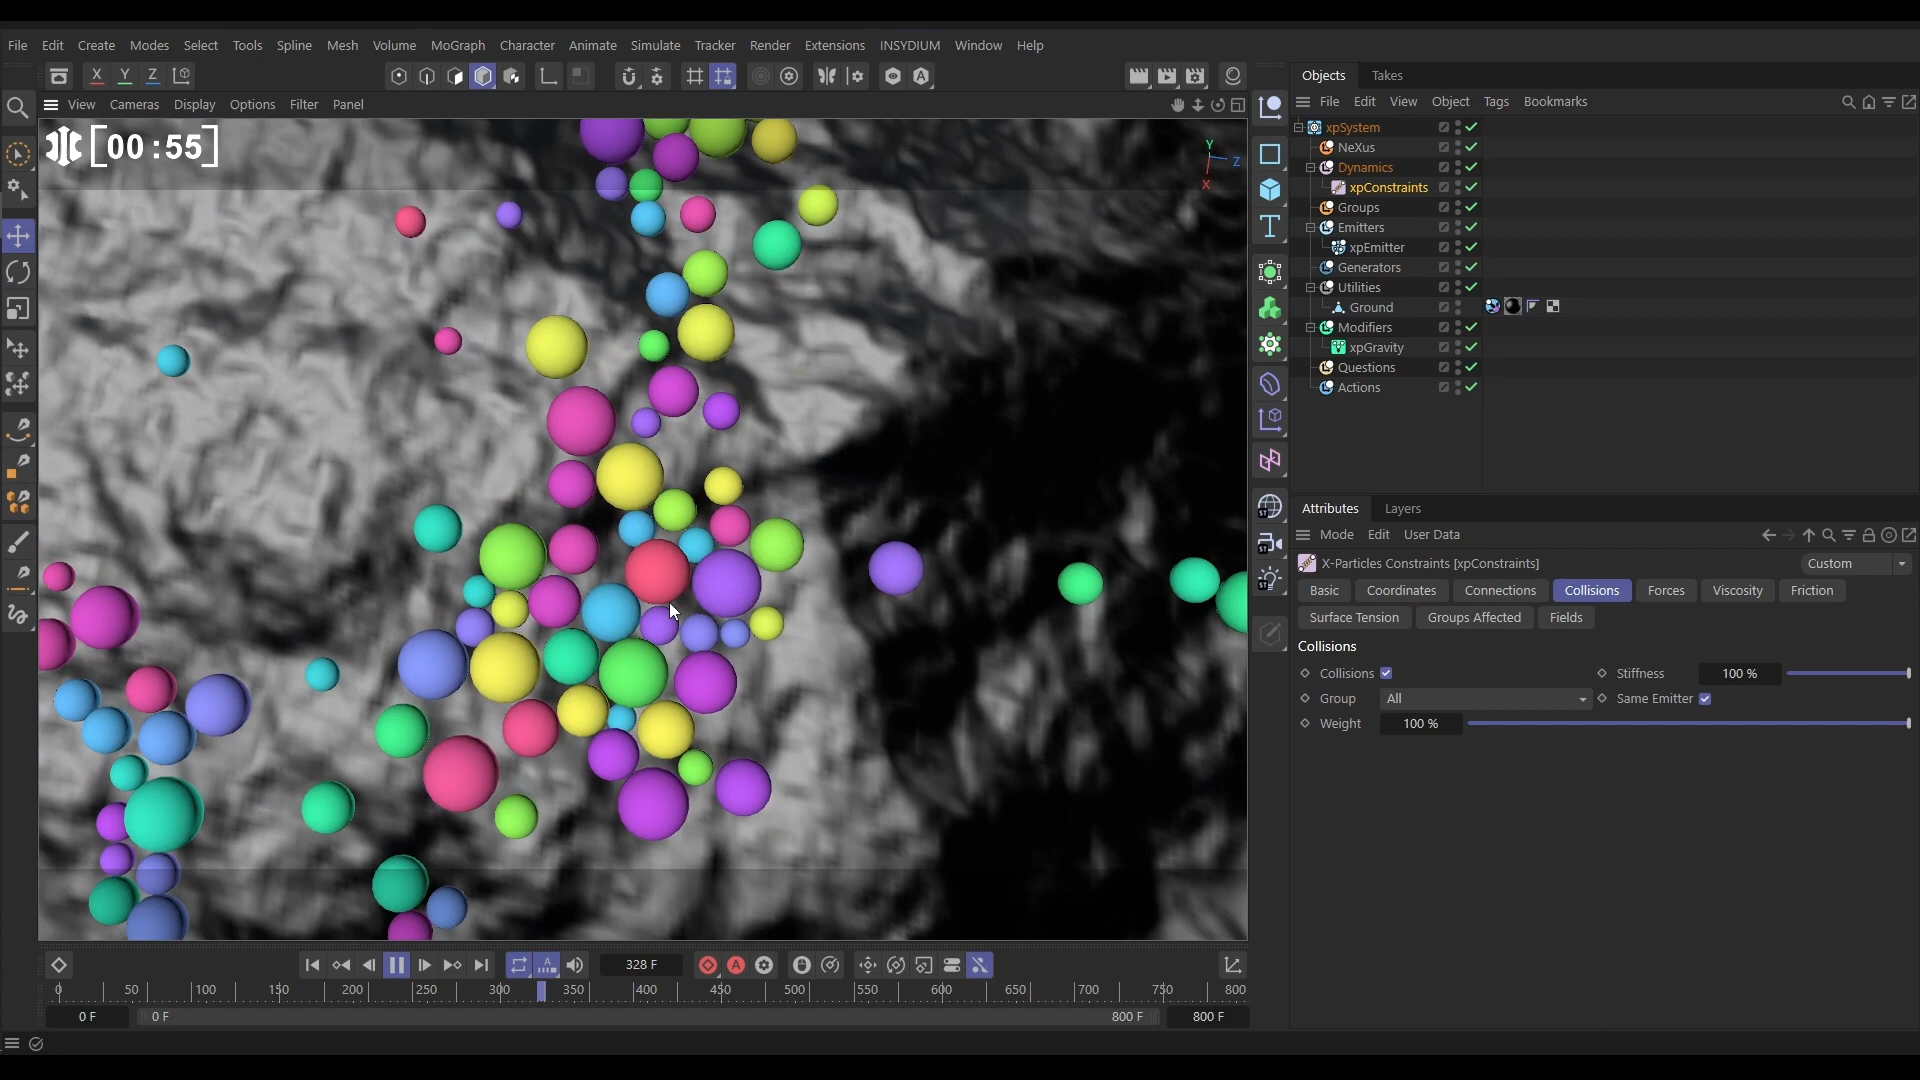 File Edit Create Modes Select Tools Spline Mesh Volume MoGraph Character Animate Simulate Tracker Render Extensions INSYDIUM Window Help
X Y Z
Objects Takes
View Cameras Display Options Filter Panel
File Edit View Object Tags Bookmarks
[00:55]
Y
Z
X
xpSystem
NeXus
Dynamics
xpConstraints
Groups
Emitters
xpEmitter
Generators
Utilities
Ground
Modifiers
xpGravity
Questions
Actions
Attributes Layers
Mode Edit User Data
X-Particles Constraints [xpConstraints]
Custom
Basic Coordinates Connections Collisions Forces Viscosity Friction
Surface Tension Groups Affected Fields
Collisions
Collisions Stiffness 100 %
Group All Same Emitter
Weight 100 %
328 F
0 50 100 150 200 250 300 350 400 450 500 550 600 650 700 750 800
0 F 0 F 800 F 800 F